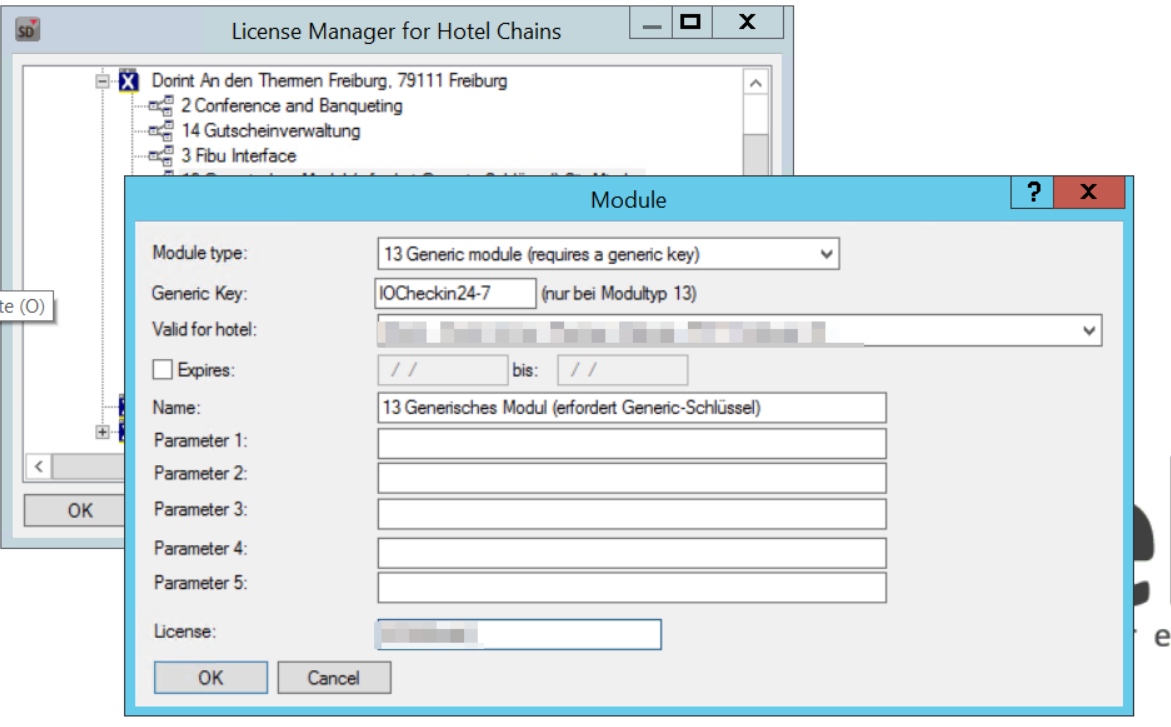 SD
License Manager for Hotel Chains
Dorint An den Thermen Freiburg, 79111 Freiburg
2 Conference and Banqueting
14 Gutscheinverwaltung
3 Fibu Interface
te (O)
OK
Module
Module type: 13 Generic module (requires a generic key)
Generic Key: IOCheckin24-7 (nur bei Modultyp 13)
Valid for hotel:
Expires: / / bis: / /
Name: 13 Generisches Modul (erfordert Generic-Schlüssel)
Parameter 1:
Parameter 2:
Parameter 3:
Parameter 4:
Parameter 5:
License:
OK Cancel